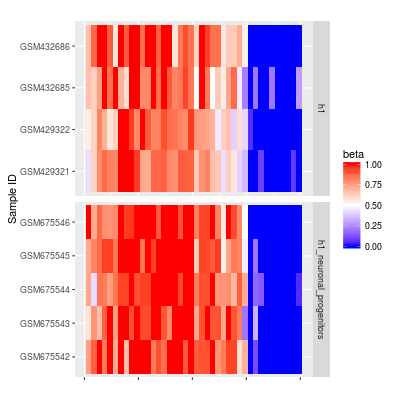 GSM432686
GSM432685
GSM429322
GSM429321
h1
GSM675546
GSM675545
GSM675544
GSM675543
GSM675542
h1_neuronal_progenitors
Sample ID
beta
1.00
0.75
0.50
0.25
0.00